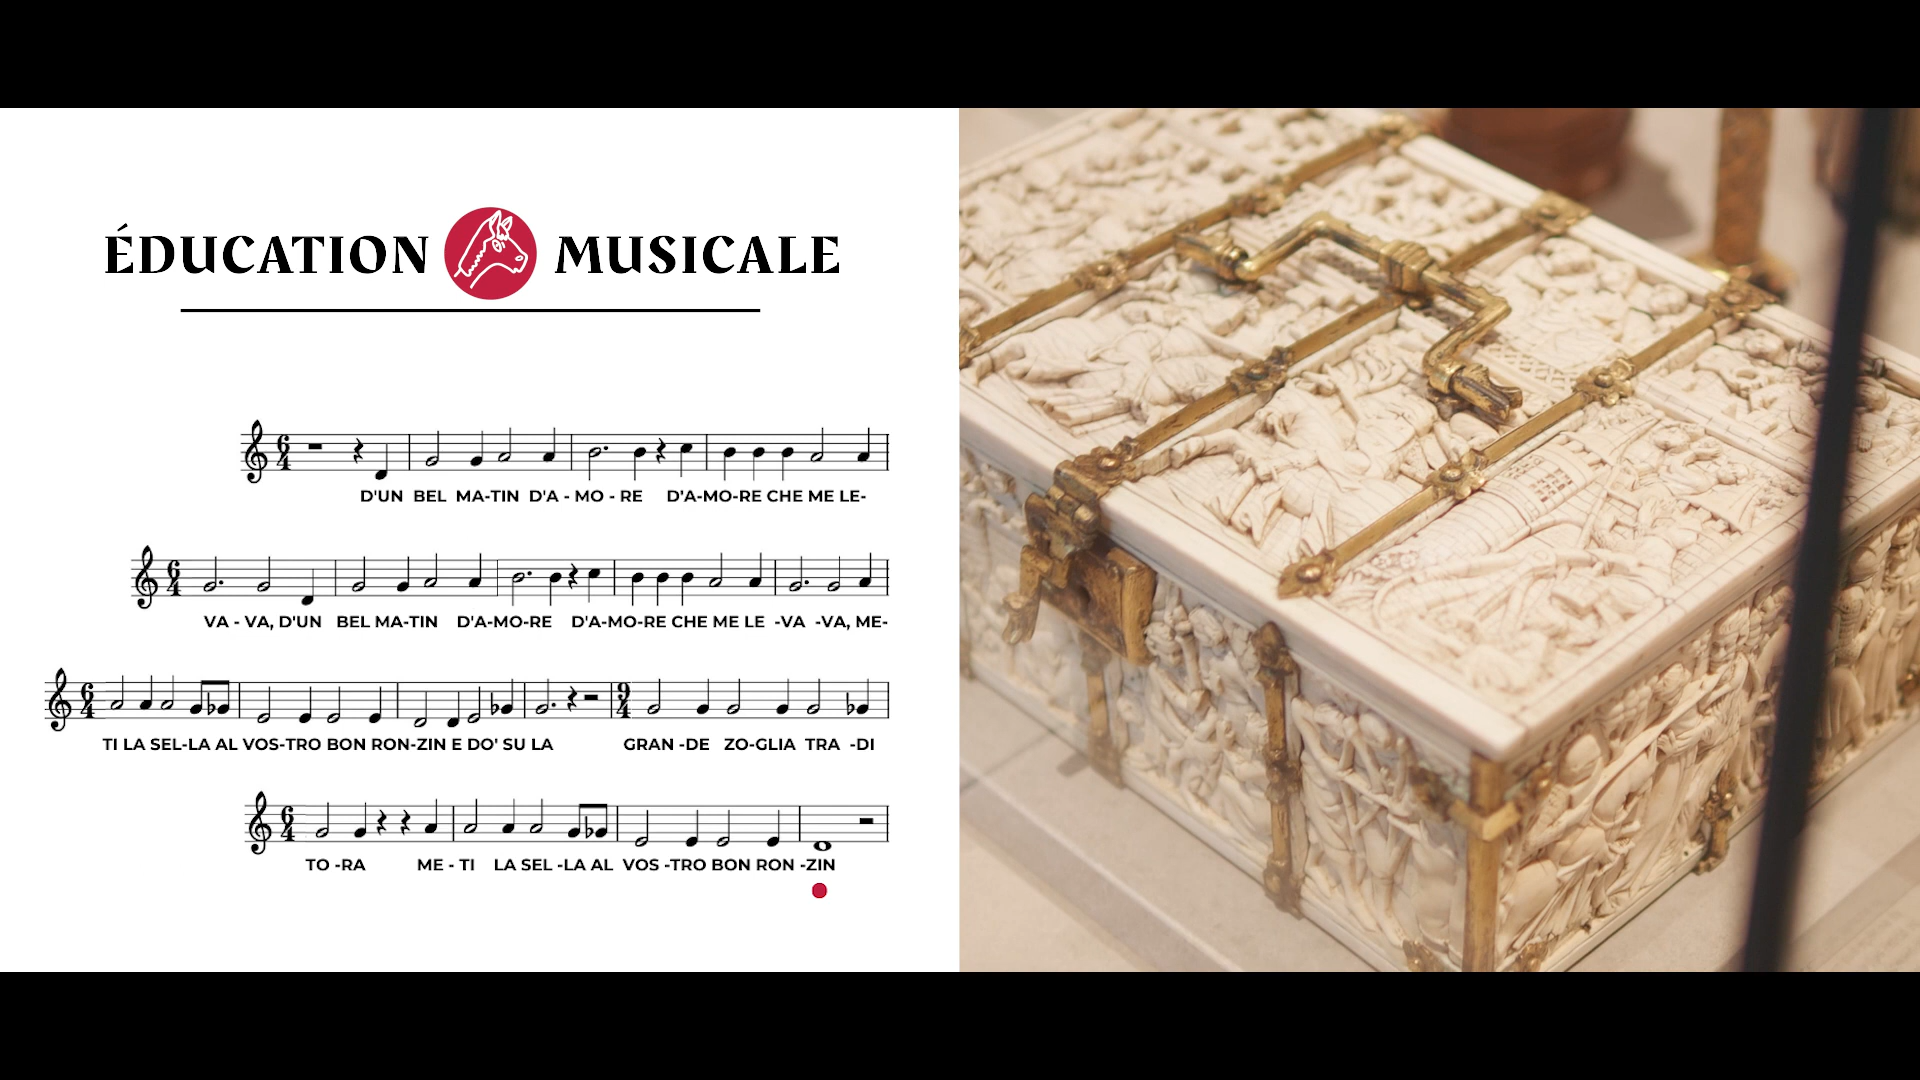 ÉDUCATION MUSICALE
D'UN BEL MA-TIN D'A - MO - RE D'A-MO-RE CHE ME LE-
VA - VA, D'UN BEL MA-TIN D'A-MO-RE D'A-MO-RE CHE ME LE -VA -VA, ME-
TI LA SEL-LA AL VOS-TRO BON RON-ZIN E DO' SU LA GRAN -DE ZO-GLIA TRA -DI
TO -RA ME - TI LA SEL -LA AL VOS -TRO BON RON -ZIN